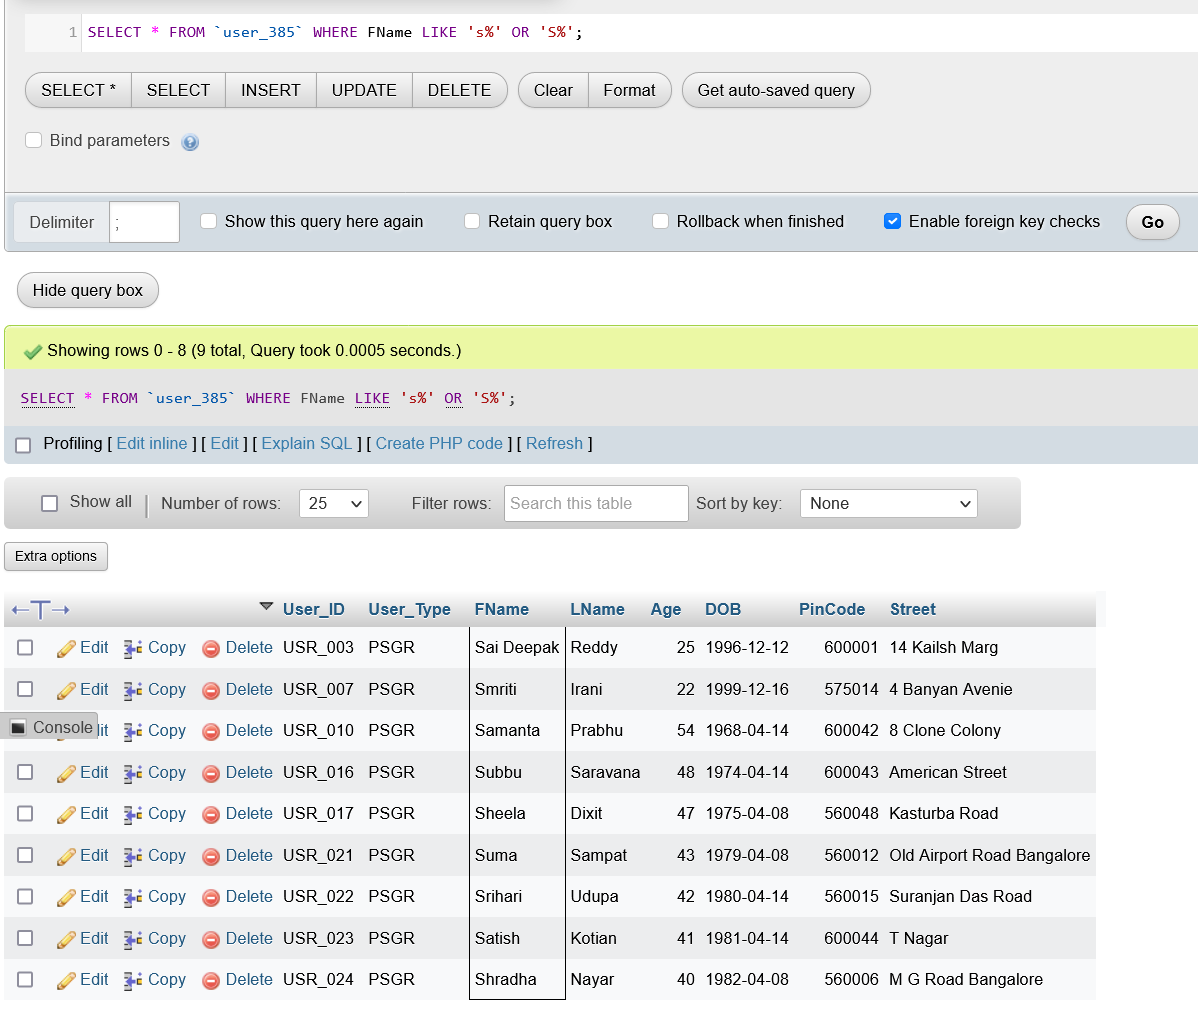 1 SELECT * FROM `user_385` WHERE FName LIKE 's%' OR 'S%';
SELECT * SELECT INSERT UPDATE DELETE Clear Format Get auto-saved query
Bind parameters
Delimiter ; Show this query here again Retain query box Rollback when finished Enable foreign key checks Go
Hide query box
Showing rows 0 - 8 (9 total, Query took 0.0005 seconds.)
SELECT * FROM `user_385` WHERE FName LIKE 's%' OR 'S%';
Profiling [ Edit inline ] [ Edit ] [ Explain SQL ] [ Create PHP code ] [ Refresh ]
Show all Number of rows: 25 Filter rows: Search this table Sort by key: None
Extra options
←T→ User_ID User_Type FName LName Age DOB PinCode Street
Edit Copy Delete USR_003 PSGR Sai Deepak Reddy 25 1996-12-12 600001 14 Kailsh Marg
Edit Copy Delete USR_007 PSGR Smriti Irani 22 1999-12-16 575014 4 Banyan Avenie
Console it Copy Delete USR_010 PSGR Samanta Prabhu 54 1968-04-14 600042 8 Clone Colony
Edit Copy Delete USR_016 PSGR Subbu Saravana 48 1974-04-14 600043 American Street
Edit Copy Delete USR_017 PSGR Sheela Dixit 47 1975-04-08 560048 Kasturba Road
Edit Copy Delete USR_021 PSGR Suma Sampat 43 1979-04-08 560012 Old Airport Road Bangalore
Edit Copy Delete USR_022 PSGR Srihari Udupa 42 1980-04-14 560015 Suranjan Das Road
Edit Copy Delete USR_023 PSGR Satish Kotian 41 1981-04-14 600044 T Nagar
Edit Copy Delete USR_024 PSGR Shradha Nayar 40 1982-04-08 560006 M G Road Bangalore